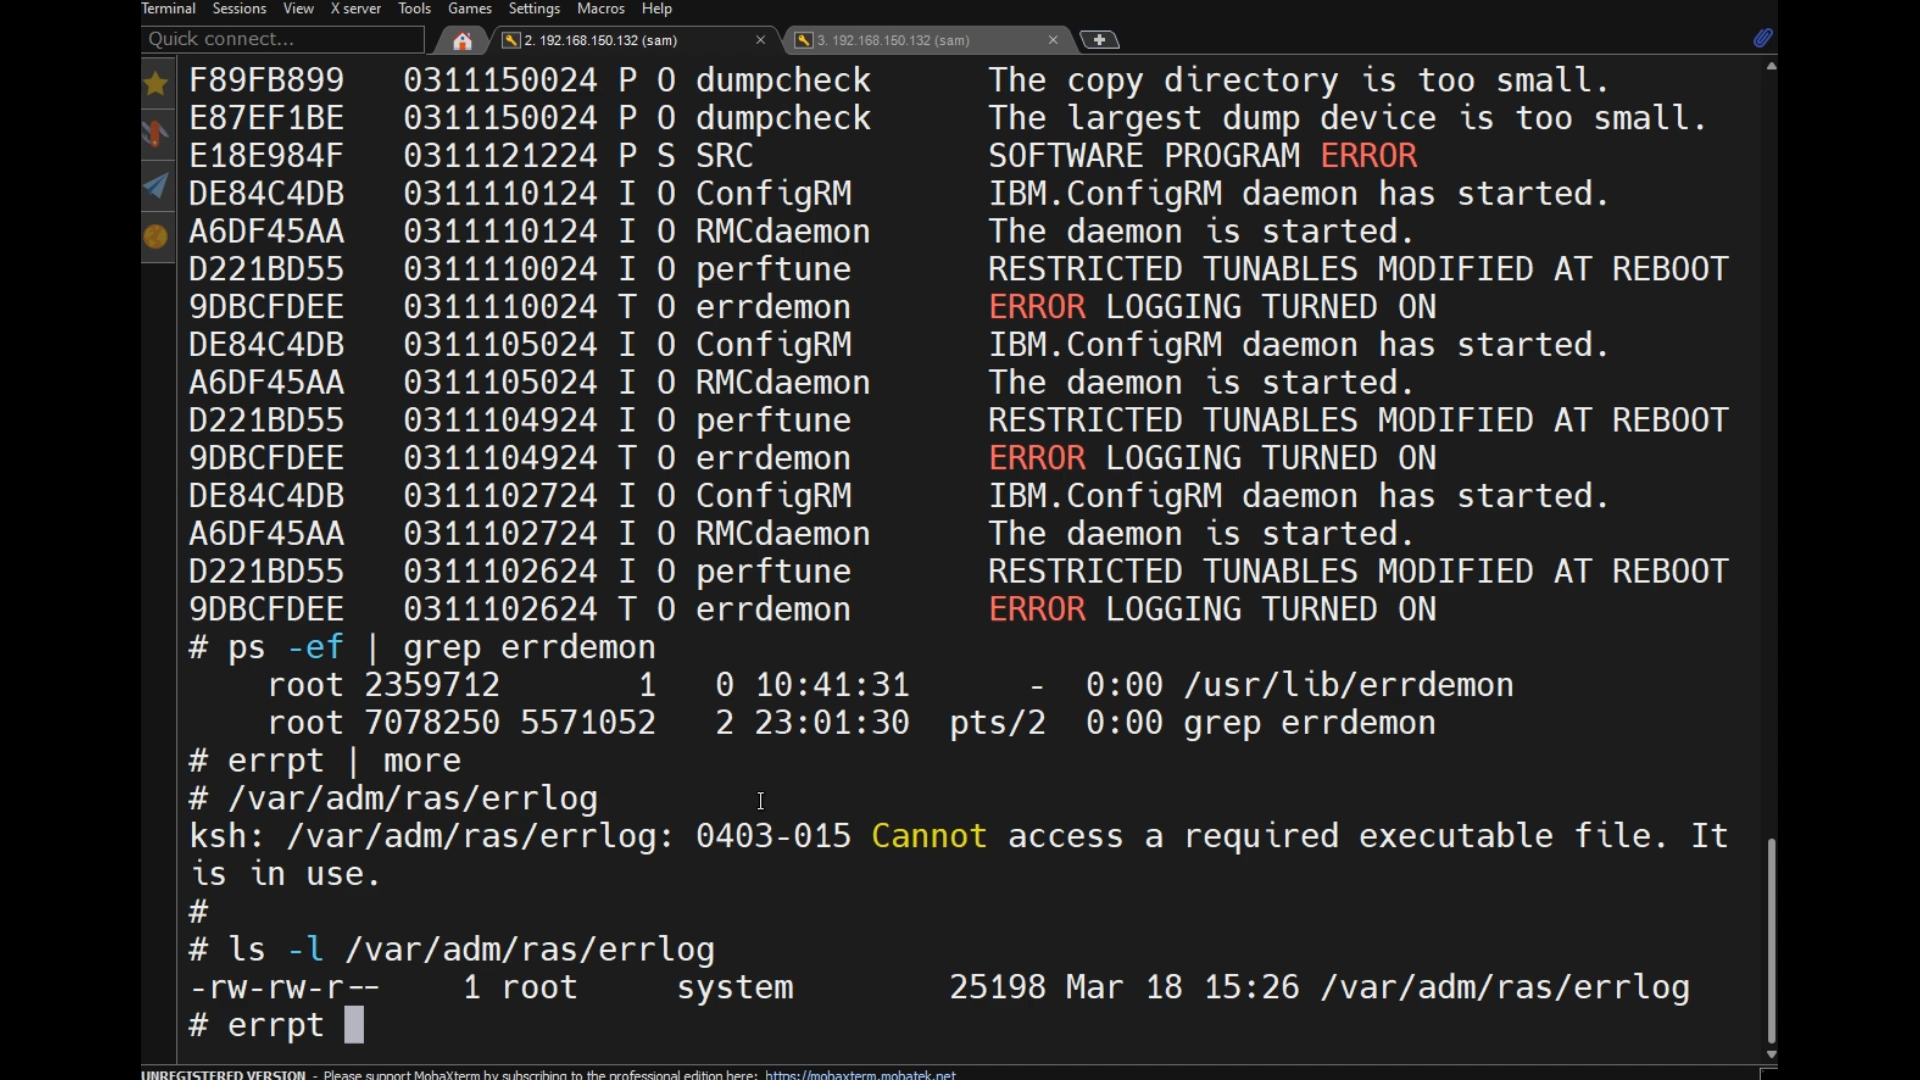 Terminal Sessions View X server Tools Games Settings Macros Help
Quick connect... 2. 192.168.150.132 (sam) 3. 192.168.150.132 (sam)
F89FB899 0311150024 P O dumpcheck The copy directory is too small.
E87EF1BE 0311150024 P O dumpcheck The largest dump device is too small.
E18E984F 0311121224 P S SRC SOFTWARE PROGRAM ERROR
DE84C4DB 0311110124 I O ConfigRM IBM.ConfigRM daemon has started.
A6DF45AA 0311110124 I O RMCdaemon The daemon is started.
D221BD55 0311110024 I O perftune RESTRICTED TUNABLES MODIFIED AT REBOOT
9DBCFDEE 0311110024 T O errdemon ERROR LOGGING TURNED ON
DE84C4DB 0311105024 I O ConfigRM IBM.ConfigRM daemon has started.
A6DF45AA 0311105024 I O RMCdaemon The daemon is started.
D221BD55 0311104924 I O perftune RESTRICTED TUNABLES MODIFIED AT REBOOT
9DBCFDEE 0311104924 T O errdemon ERROR LOGGING TURNED ON
DE84C4DB 0311102724 I O ConfigRM IBM.ConfigRM daemon has started.
A6DF45AA 0311102724 I O RMCdaemon The daemon is started.
D221BD55 0311102624 I O perftune RESTRICTED TUNABLES MODIFIED AT REBOOT
9DBCFDEE 0311102624 T O errdemon ERROR LOGGING TURNED ON
# ps -ef | grep errdemon
root 2359712 1 0 10:41:31 - 0:00 /usr/lib/errdemon
root 7078250 5571052 2 23:01:30 pts/2 0:00 grep errdemon
# errpt | more
# /var/adm/ras/errlog
ksh: /var/adm/ras/errlog: 0403-015 Cannot access a required executable file. It
is in use.
#
# ls -l /var/adm/ras/errlog
-rw-rw-r-- 1 root system 25198 Mar 18 15:26 /var/adm/ras/errlog
# errpt
UNREGISTERED VERSION - Please support MobaXterm by subscribing to the professional edition here: https://mobaxterm.mobatek.net